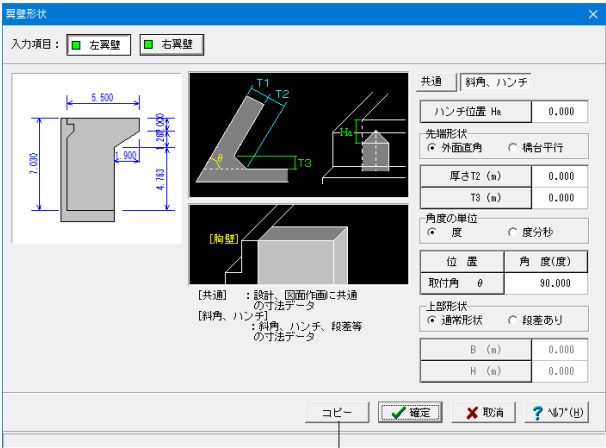 翼壁形状
入力項目： 左翼壁 右翼壁
5.500
7.030
1.900
4.763
T1
T2
T3
θ
Ha
[胸壁]
[共通] ：設計、図面作画に共通
の寸法データ
[斜角、ハンチ]
：斜角、ハンチ、段差等
の寸法データ
共通 斜角、ハンチ
ハンチ位置 Ha 0.000
先端形状
外面直角 橋台平行
厚さT2 (m) 0.000
T3 (m) 0.000
角度の単位
度 度分秒
位 置 角 度(度)
取付角 θ 90.000
上部形状
通常形状 段差あり
B (m) 0.000
H (m) 0.000
コピー 確定 取消 ヘルプ(H)